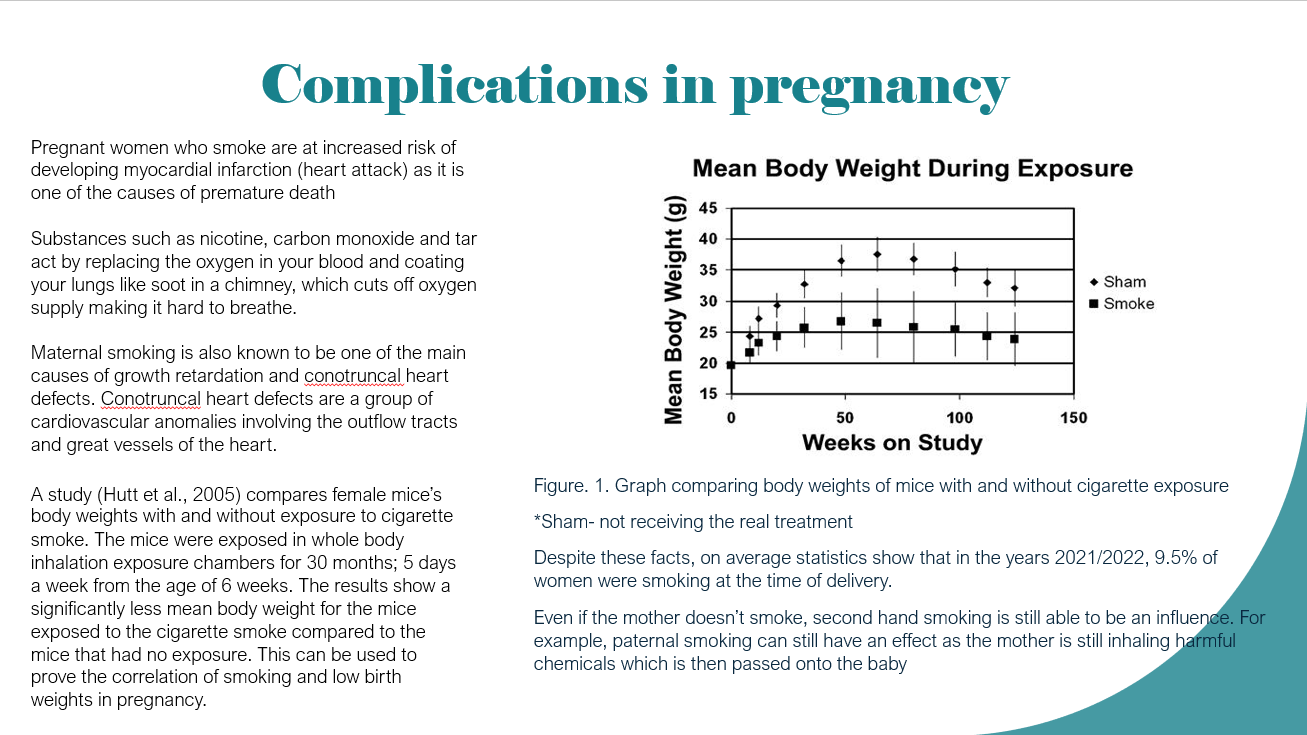 Complications in pregnancy
Pregnant women who smoke are at increased risk of
developing myocardial infarction (heart attack) as it is
one of the causes of premature death
Substances such as nicotine, carbon monoxide and tar
act by replacing the oxygen in your blood and coating
your lungs like soot in a chimney, which cuts off oxygen
supply making it hard to breathe.
Maternal smoking is also known to be one of the main
causes of growth retardation and conotruncal heart
defects. Conotruncal heart defects are a group of
cardiovascular anomalies involving the outflow tracts
and great vessels of the heart.
A study (Hutt et al., 2005) compares female mice’s
body weights with and without exposure to cigarette
smoke. The mice were exposed in whole body
inhalation exposure chambers for 30 months; 5 days
a week from the age of 6 weeks. The results show a
significantly less mean body weight for the mice
exposed to the cigarette smoke compared to the
mice that had no exposure. This can be used to
prove the correlation of smoking and low birth
weights in pregnancy.
Mean Body Weight During Exposure
Mean Body Weight (g)
45
40
35
30
25
20
15
0 50 100 150
Weeks on Study
Sham
Smoke
Figure. 1. Graph comparing body weights of mice with and without cigarette exposure
*Sham- not receiving the real treatment
Despite these facts, on average statistics show that in the years 2021/2022, 9.5% of
women were smoking at the time of delivery.
Even if the mother doesn’t smoke, second hand smoking is still able to be an influence. For
example, paternal smoking can still have an effect as the mother is still inhaling harmful
chemicals which is then passed onto the baby